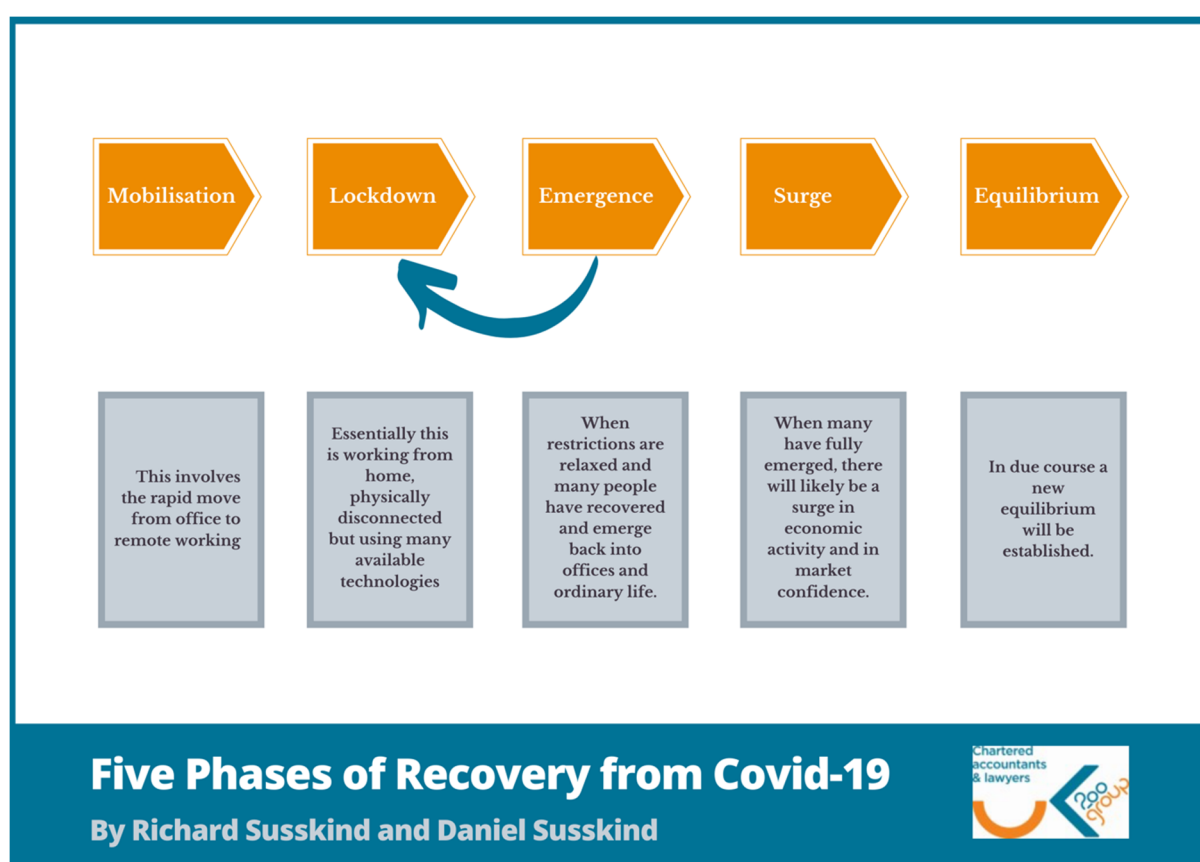 Mobilisation
Lockdown
Emergence
Surge
Equilibrium
This involves
the rapid move
from office to
remote working
Essentially this
is working from
home,
physically
disconnected
but using many
available
technologies
When
restrictions are
relaxed and
many people
have recovered
and emerge
back into
offices and
ordinary life.
When many
have fully
emerged, there
will likely be a
surge in
economic
activity and in
market
confidence.
In due course a
new
equilibrium
will be
established.
Five Phases of Recovery from Covid-19
By Richard Susskind and Daniel Susskind
Chartered
accountants
& lawyers
UK
200
group